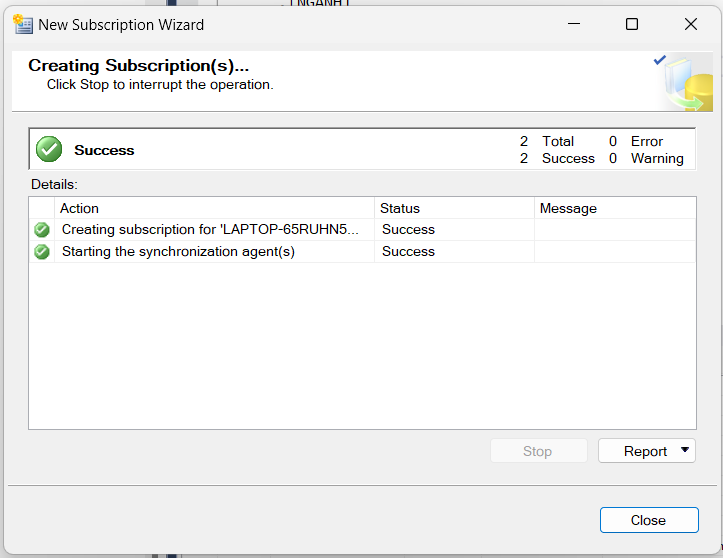 New Subscription Wizard
Creating Subscription(s)...
Click Stop to interrupt the operation.
Success
2 Total 0 Error
2 Success 0 Warning
Details:
Action Status Message
Creating subscription for 'LAPTOP-65RUHN5... Success
Starting the synchronization agent(s) Success
Stop Report
Close